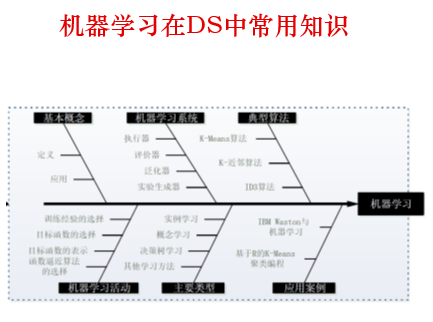 机器学习在DS中常用知识
基本概念
机器学习系统
典型算法
执行器
K-Means算法
定义
评价器
K-近邻算法
泛化器
应用
实验生成器
ID3算法
机器学习
训练经验的选择
实例学习
IBM Waston与
机器学习
目标函数的选择
概念学习
目标函数的表示
决策树学习
基于R的K-Means
聚类编程
函数逼近算法
的选择
其他学习方法
机器学习活动
主要类型
应用案例